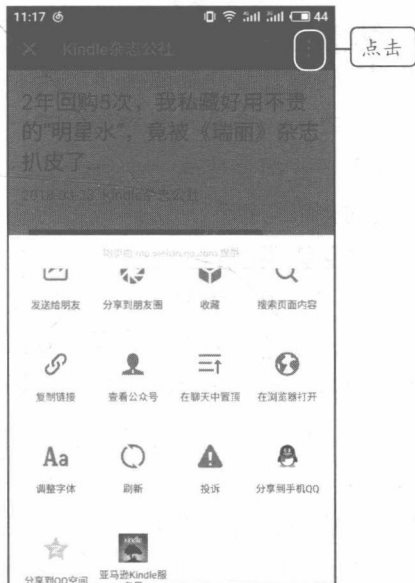 11:17
44
点击
Kindle杂志公社
2年回购5次，我私藏好用不贵
的“明星水”，竟被《瑞丽》杂志
扒皮了...
2018-03-13 Kindle杂志公社
发送给朋友 分享到朋友圈 收藏 搜索页面内容
复制链接 查看公众号 在聊天中置顶 在浏览器打开
Aa
调整字体 刷新 投诉 分享到手机QQ
分享到QQ空间 亚马逊Kindle服